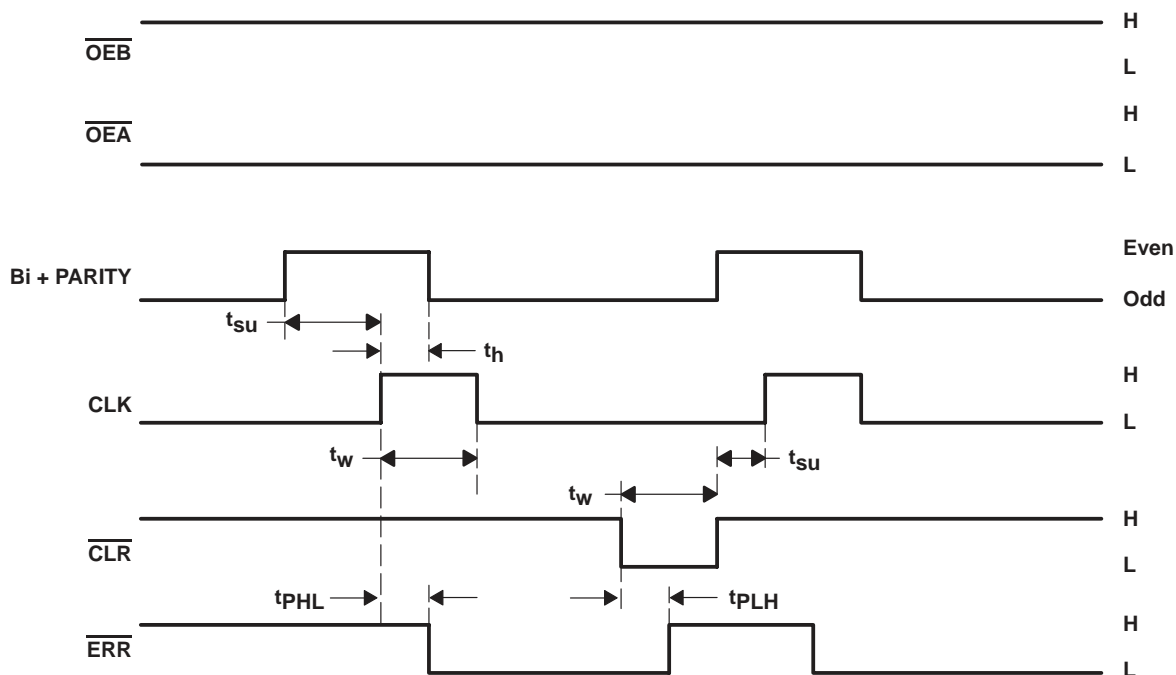 H
OEB
L
H
OEA
L
Even
Bi + PARITY
Odd
tsu
th
H
CLK
L
tw
tsu
tw
H
CLR
L
tPHL
tPLH
H
ERR
L